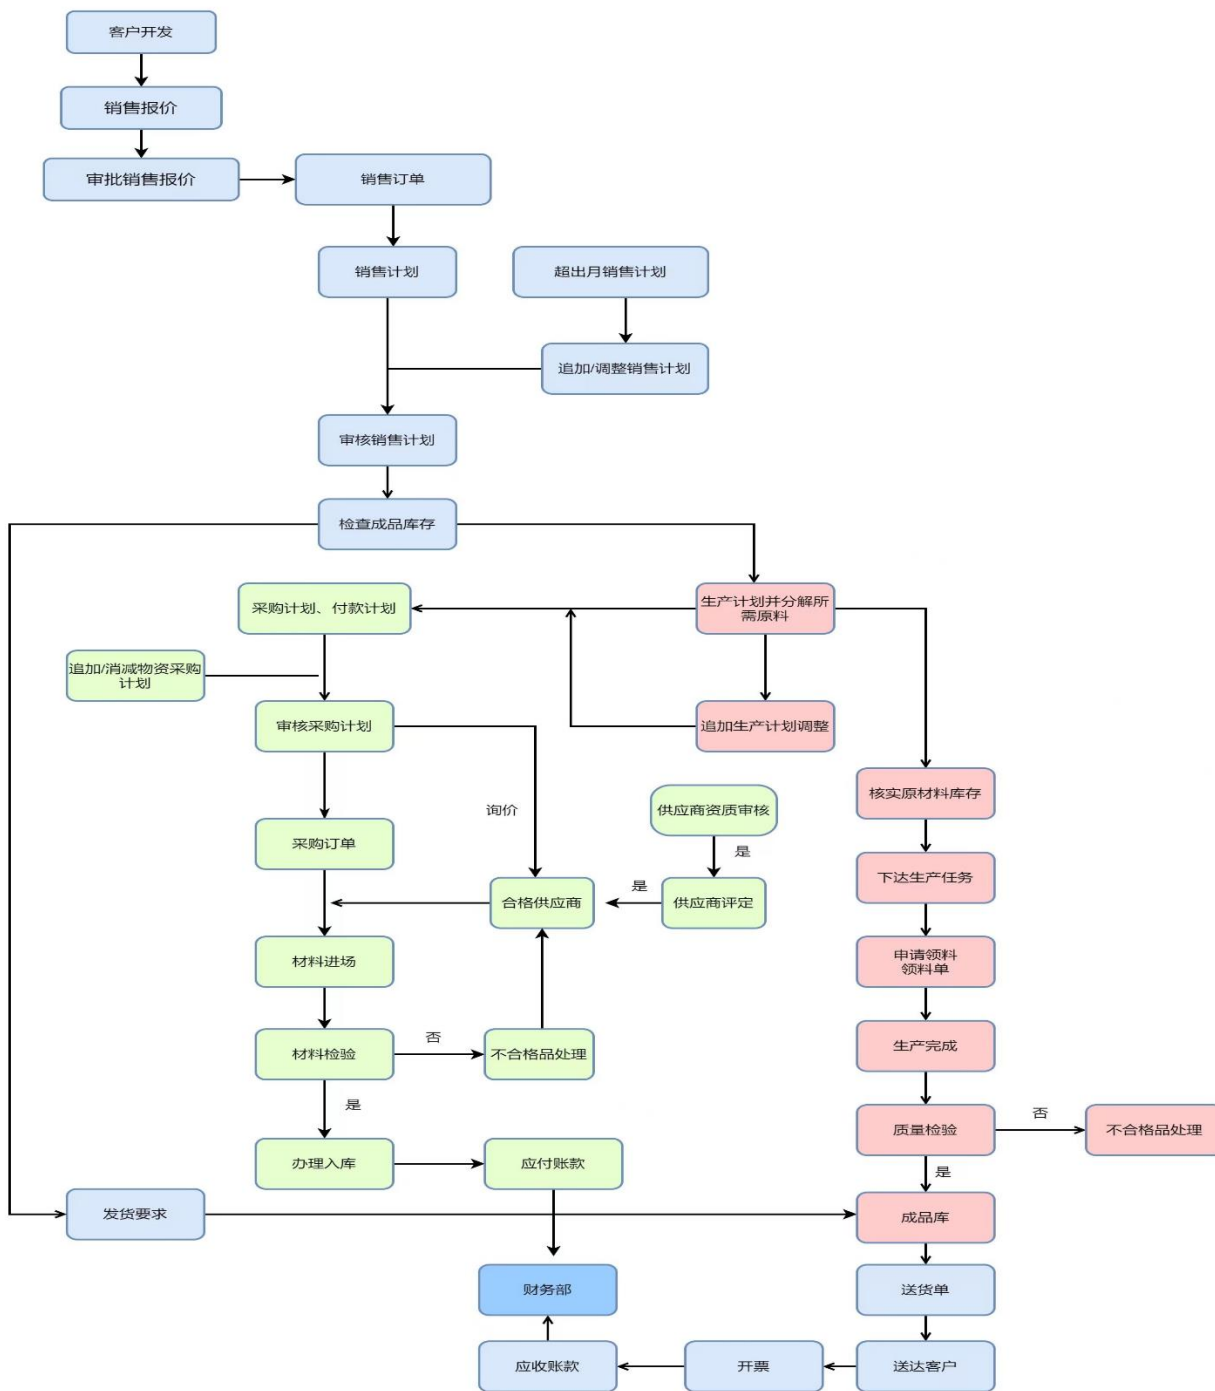 客户开发
销售报价
审批销售报价
销售订单
销售计划
超出月销售计划
追加/调整销售计划
审核销售计划
检查成品库存
采购计划、付款计划
生产计划并分解所
需原料
追加/消减物资采购
计划
审核采购计划
追加生产计划调整
核实原材料库存
询价
供应商资质审核
采购订单
是
下达生产任务
合格供应商
是
供应商评定
材料进场
申请领料
领料单
材料检验
否
不合格品处理
生产完成
是
质量检验
否
不合格品处理
办理入库
应付账款
是
发货要求
成品库
财务部
送货单
应收账款
开票
送达客户